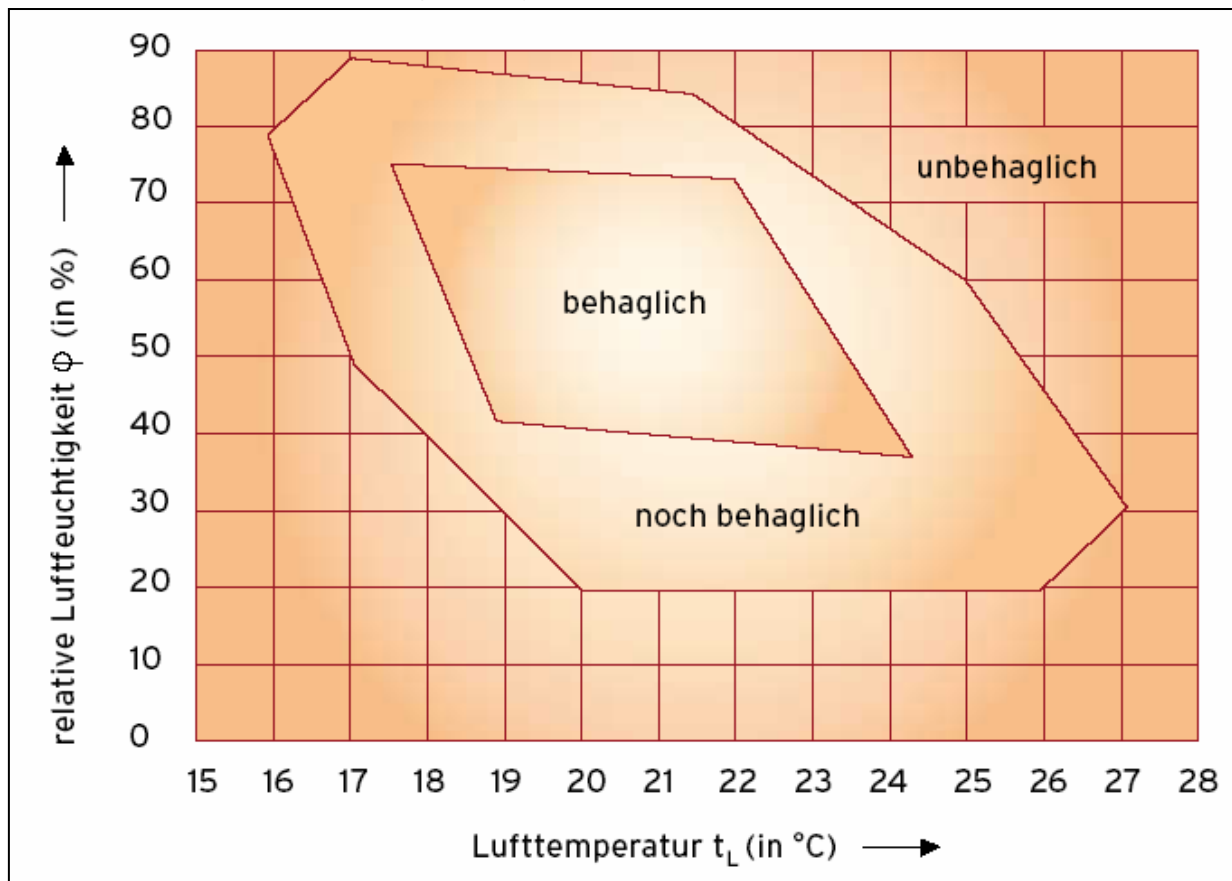 90
80
70
60
50
40
30
20
10
0
relative Luftfeuchtigkeit φ (in %)
unbehaglich
behaglich
noch behaglich
15 16 17 18 19 20 21 22 23 24 25 26 27 28
Lufttemperatur t_L (in °C)